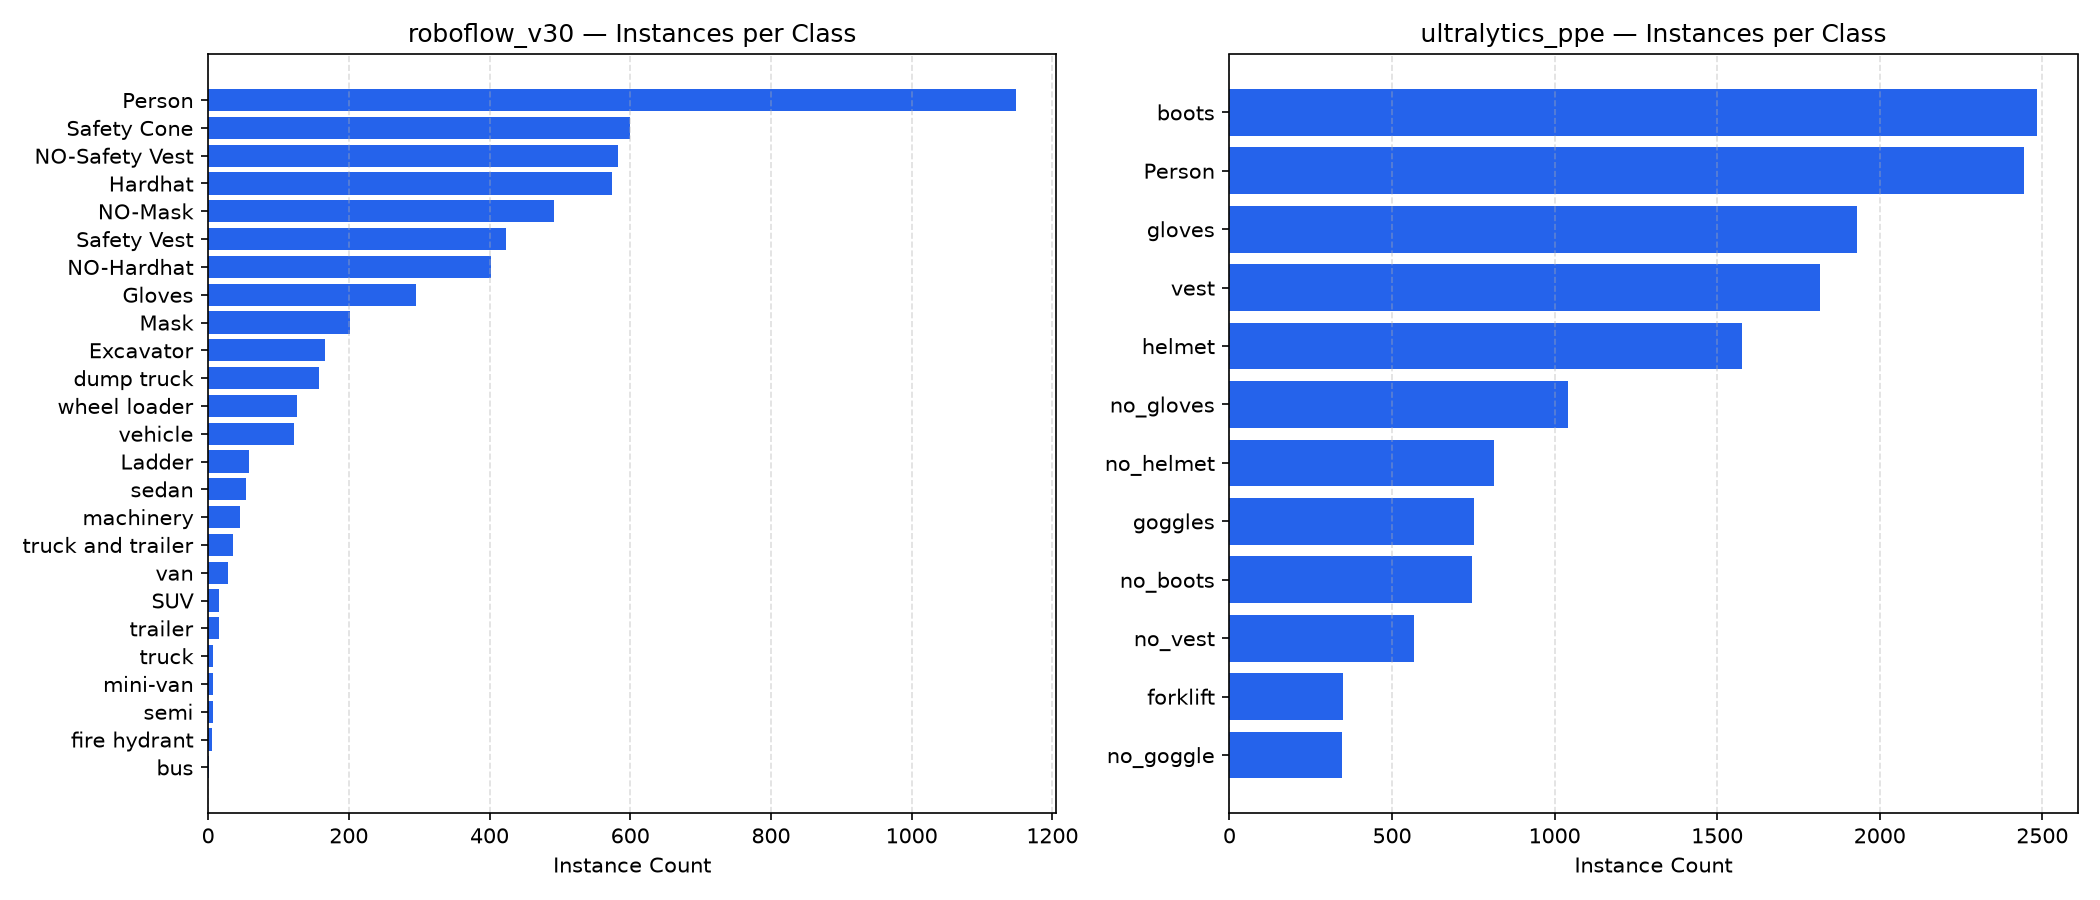 roboflow_v30 — Instances per Class
Person
Safety Cone
NO-Safety Vest
Hardhat
NO-Mask
Safety Vest
NO-Hardhat
Gloves
Mask
Excavator
dump truck
wheel loader
vehicle
Ladder
sedan
machinery
truck and trailer
van
SUV
trailer
truck
mini-van
semi
fire hydrant
bus
0 200 400 600 800 1000 1200
Instance Count
ultralytics_ppe — Instances per Class
boots
Person
gloves
vest
helmet
no_gloves
no_helmet
goggles
no_boots
no_vest
forklift
no_goggle
0 500 1000 1500 2000 2500
Instance Count